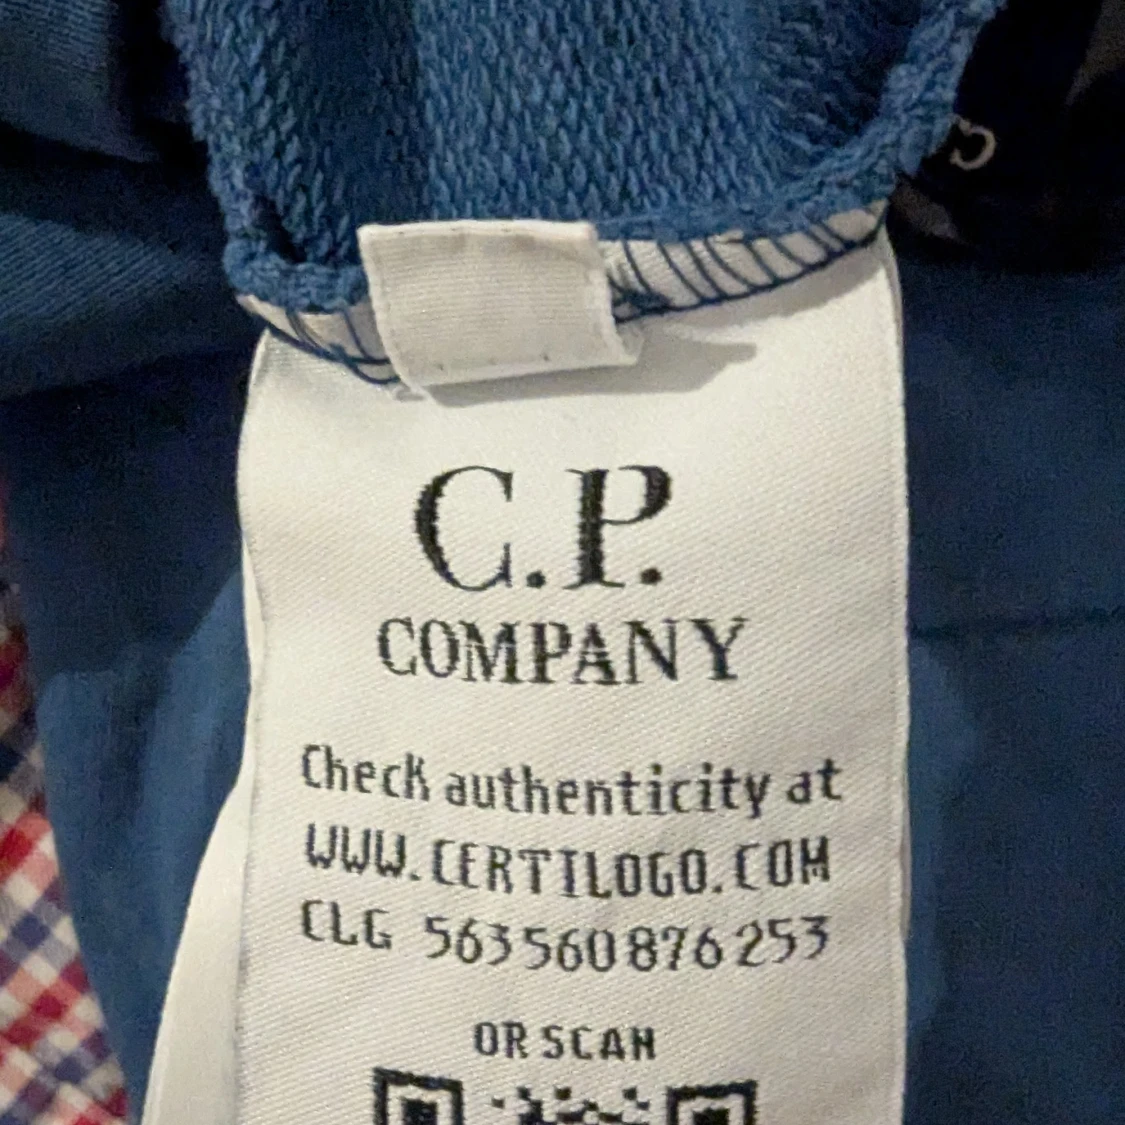 C.P.
COMPANY
Check authenticity at
WWW.CERTILOGO.COM
CLG 563560876253
OR SCAN